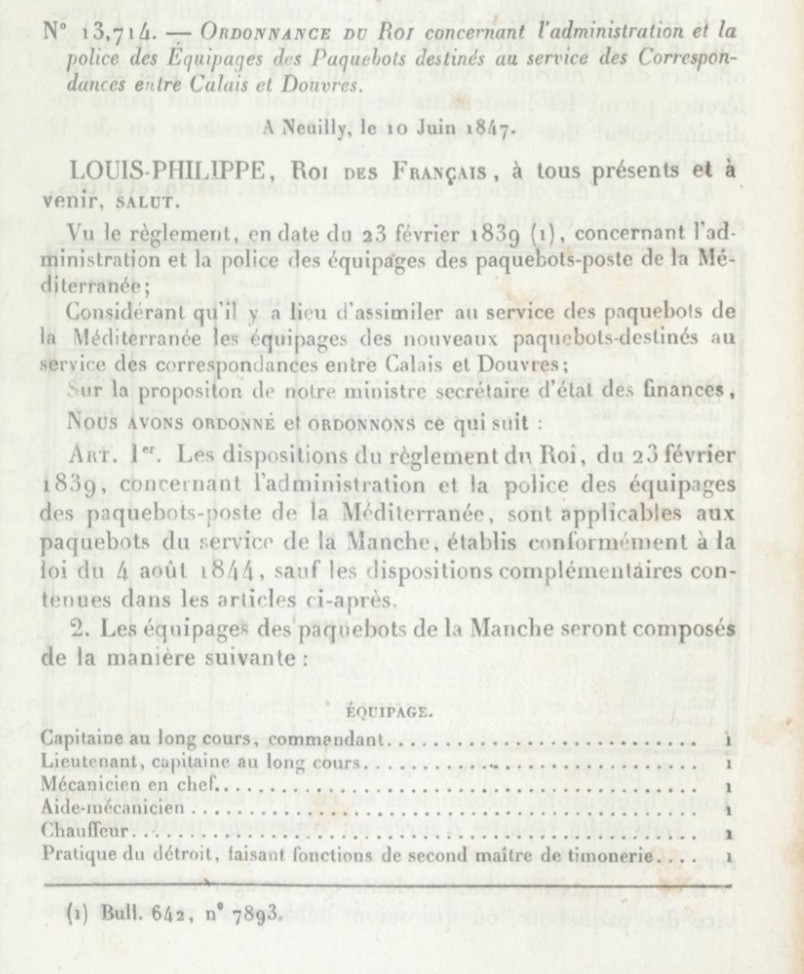 N° 13,714. — ORDONNANCE DU ROI concernant l'administration et la
police des Équipages des Paquebots destinés au service des Correspon-
dances entre Calais et Douvres.
A Neuilly, le 10 Juin 1847.
LOUIS-PHILIPPE, ROI DES FRANÇAIS, à tous présents et à
venir, SALUT.
Vu le règlement, en date du 23 février 1839 (1), concernant l'ad-
ministration et la police des équipages des paquebots-poste de la Mé-
diterranée;
Considérant qu'il y a lieu d'assimiler au service des paquebots de
la Méditerranée les équipages des nouveaux paquebots-destinés au
service des correspondances entre Calais et Douvres;
Sur la propositon de notre ministre secrétaire d'état des finances,
NOUS AVONS ORDONNÉ et ORDONNONS ce qui suit :
ART. 1er. Les dispositions du règlement du Roi, du 23 février
1839, concernant l'administration et la police des équipages
des paquebots-poste de la Méditerranée, sont applicables aux
paquebots du service de la Manche, établis conformément à la
loi du 4 août 1844, sauf les dispositions complémentaires con-
tenues dans les articles ci-après.
2. Les équipages des paquebots de la Manche seront composés
de la manière suivante :
ÉQUIPAGE.
Capitaine au long cours, commandant.......................... 1
Lieutenant, capitaine au long cours............................ 1
Mécanicien en chef.......................................... 1
Aide-mécanicien............................................ 1
Chauffeur.................................................. 1
Pratique du détroit, faisant fonctions de second maître de timonerie.... 1
(1) Bull. 642, n° 7893.